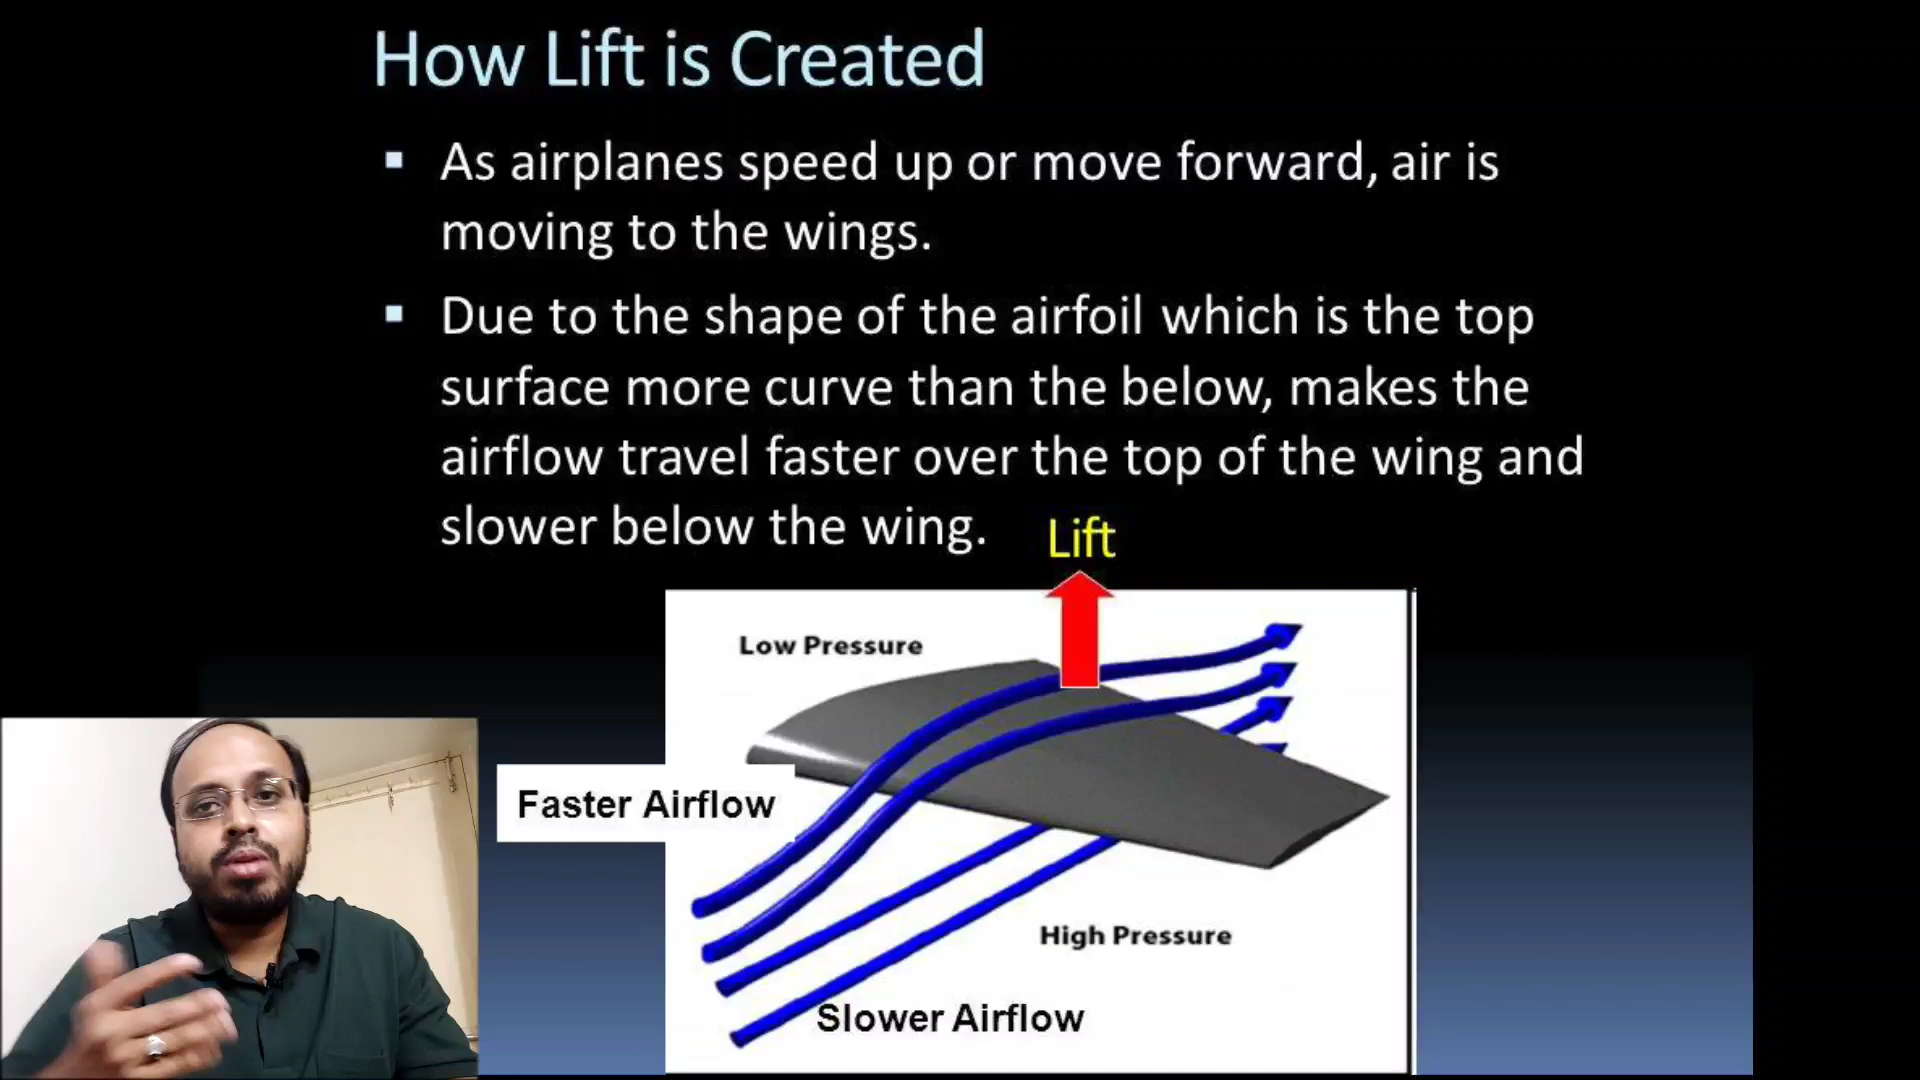 How Lift is Created
As airplanes speed up or move forward, air is
moving to the wings.
Due to the shape of the airfoil which is the top
surface more curve than the below, makes the
airflow travel faster over the top of the wing and
slower below the wing.
Lift
Low Pressure
Faster Airflow
High Pressure
Slower Airflow